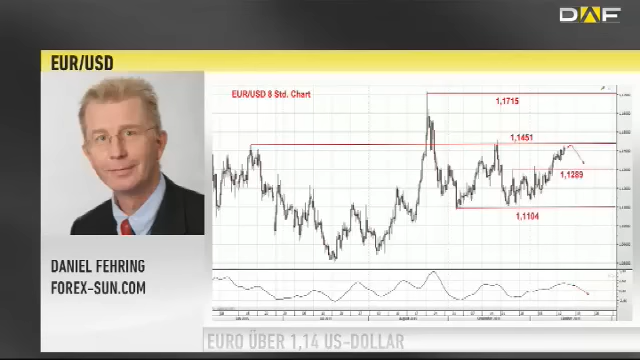 DAF
EUR/USD
EUR/USD 8 Std. Chart
1,1715
1,1451
1,1289
1,1104
DANIEL FEHRING
FOREX-SUN.COM
EURO ÜBER 1,14 US-DOLLAR